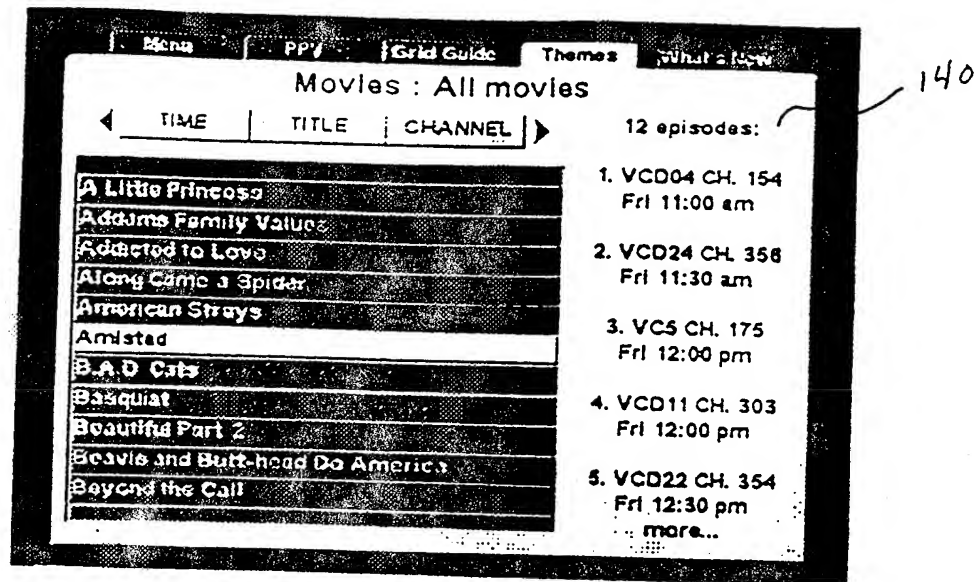 Menu PPV Grid Guide Themes What's New
Movies : All movies
TIME TITLE CHANNEL
12 episodes:
140
A Little Princess
Addams Family Values
Addicted to Love
Along Came a Spider
American Strays
Amistad
B.A.D. Cats
Basquiat
Beautiful Part 2
Beavis and Butt-head Do America
Beyond the Call
1. VCD04 CH. 154
Fri 11:00 am
2. VCD24 CH. 356
Fri 11:30 am
3. VC5 CH. 175
Fri 12:00 pm
4. VCD11 CH. 303
Fri 12:00 pm
5. VCD22 CH. 354
Fri 12:30 pm
more...